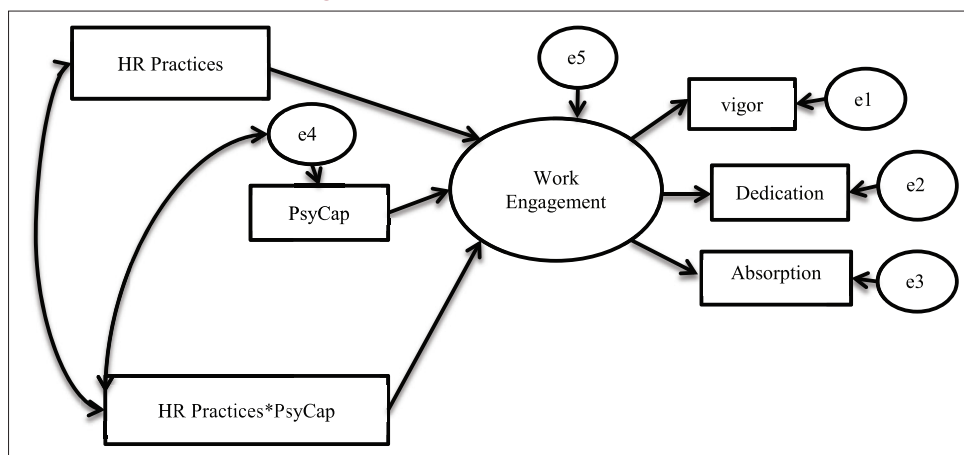 HR Practices
e5
vigor
e1
e4
Work
Engagement
PsyCap
Dedication
e2
Absorption
e3
HR Practices*PsyCap